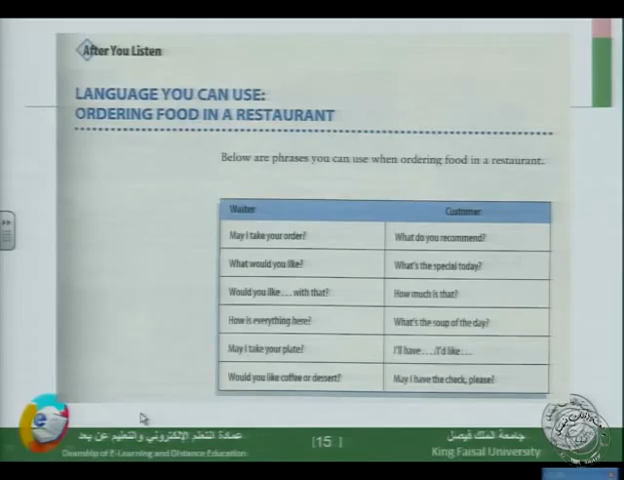 After You Listen
LANGUAGE YOU CAN USE:
ORDERING FOOD IN A RESTAURANT
Below are phrases you can use when ordering food in a restaurant.
Waiter Customer
May I take your order? What do you recommend?
What would you like? What's the special today?
Would you like . . . with that? How much is that?
How is everything here? What's the soup of the day?
May I take your plate? I'll have . . . /I'd like . . .
Would you like coffee or dessert? May I have the check, please?
عمادة التعلم الإلكتروني والتعليم عن بعد [15] جامعة الملك فيصل
Deanship of E-Learning and Distance Education King Faisal University